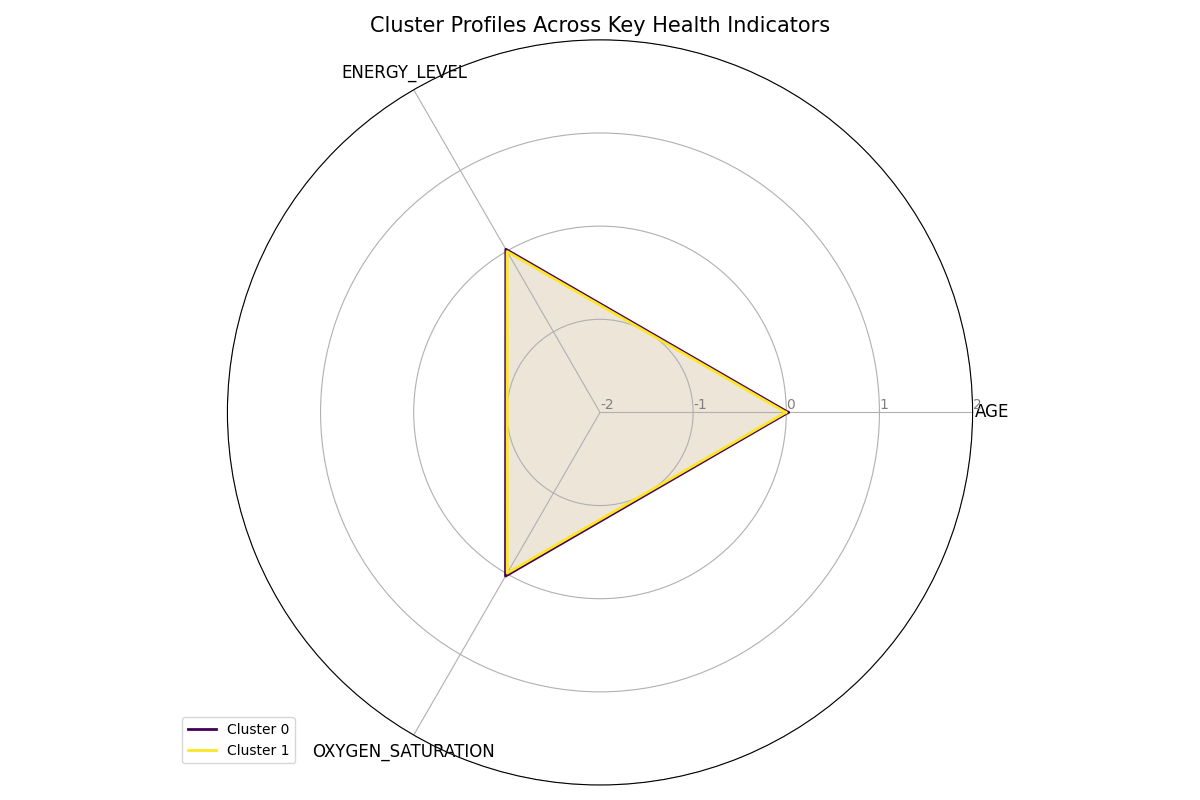 Cluster Profiles Across Key Health Indicators
ENERGY_LEVEL
-2
-1
0
1
2
AGE
Cluster 0
Cluster 1
OXYGEN_SATURATION